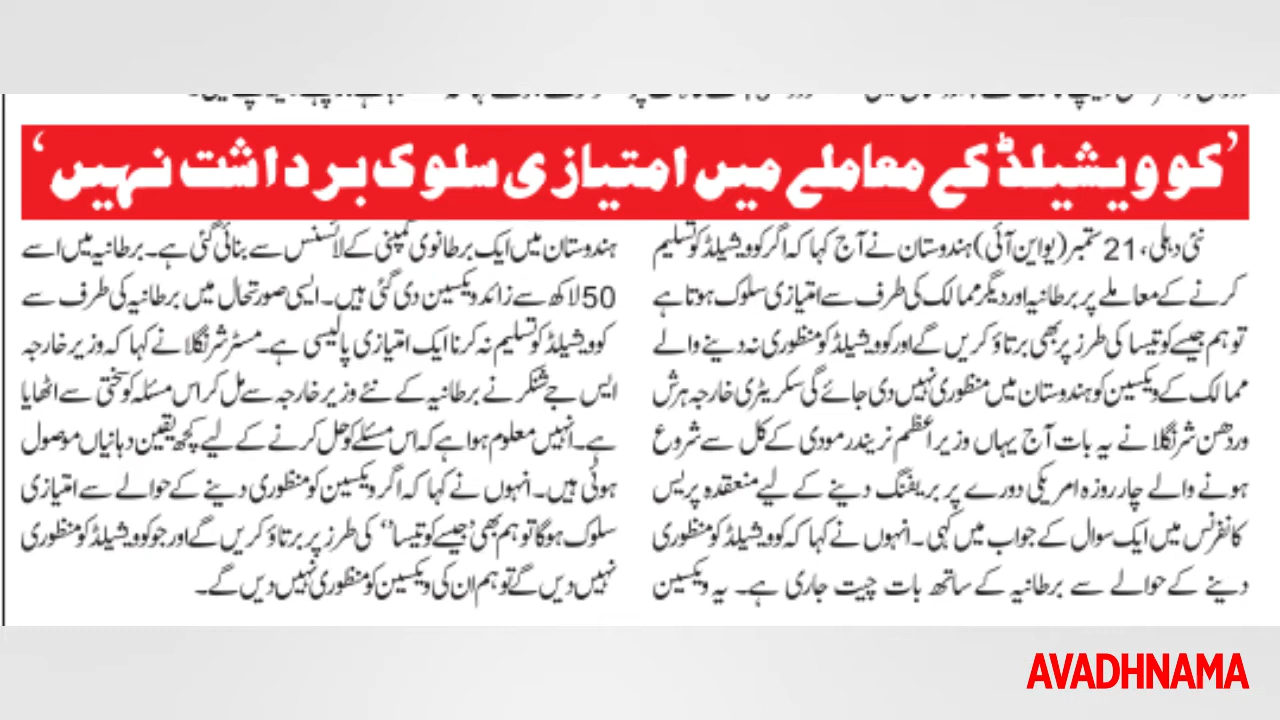 ’کوویشیلڈ کے معاملے میں امتیازی سلوک برداشت نہیں‘
نئی دہلی، 21 ستمبر (یو این آئی) ہندوستان نے آج کہا کہ اگر کوویشیلڈ کو تسلیم
کرنے کے معاملے پر برطانیہ اور دیگر ممالک کی طرف سے امتیازی سلوک ہوتا ہے
تو ہم جیسے کو تیسا کی طرز پر بھی برتاؤ کریں گے اور کوویشیلڈ کو منظوری نہ دینے والے
ممالک کے ویکسین کو ہندوستان میں منظوری نہیں دی جائے گی سکریٹری خارجہ ہرش
وردھن شرنگلا نے یہ بات آج یہاں وزیر اعظم نریندر مودی کے کل سے شروع
ہونے والے چار روزہ امریکی دورے پر بریفنگ دینے کے لیے منعقدہ پریس
کانفرنس میں ایک سوال کے جواب میں کہی۔ انہوں نے کہا کہ کوویشیلڈ کو منظوری
دینے کے حوالے سے برطانیہ کے ساتھ بات چیت جاری ہے۔ یہ ویکسین
ہندوستان میں ایک برطانوی کمپنی کے لائسنس سے بنائی گئی ہے۔ برطانیہ میں اسے
50 لاکھ سے زائد ویکسین دی گئی ہیں۔ ایسی صورتحال میں برطانیہ کی طرف سے
کوویشیلڈ کو تسلیم نہ کرنا ایک امتیازی پالیسی ہے۔ مسٹر شرنگلا نے کہا کہ وزیر خارجہ
ایس جے شنکر نے برطانیہ کے نئے وزیر خارجہ سے مل کر اس مسئلہ کو سختی سے اٹھایا
ہے۔ انہیں معلوم ہوا ہے کہ اس مسئلے کو حل کرنے کے لیے کچھ یقین دہانیاں موصول
ہوئی ہیں۔ انہوں نے کہا کہ اگر ویکسین کو منظوری دینے کے حوالے سے امتیازی
سلوک ہوگا تو ہم بھی ’جیسے کو تیسا‘‘ کی طرز پر برتاؤ کریں گے اور جو کوویشیلڈ کو منظوری
نہیں دیں گے تو ہم ان کی ویکسین کو منظوری نہیں دیں گے۔
AVADHNAMA